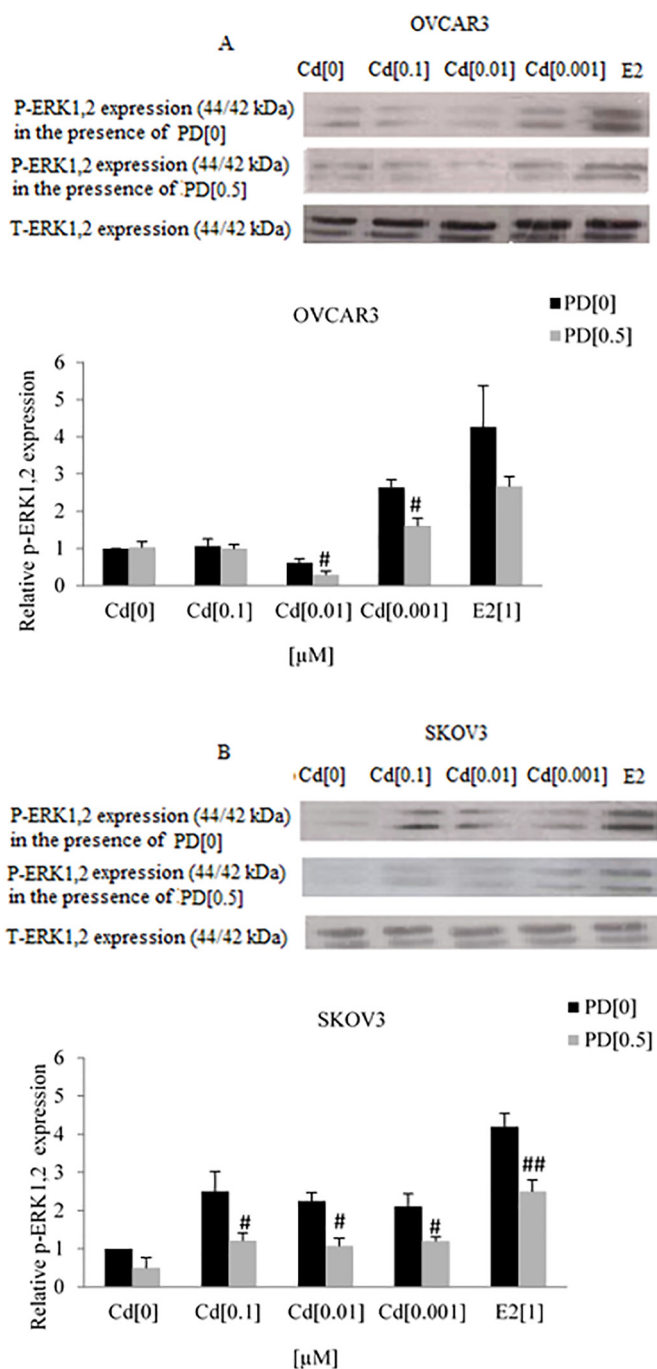 A
OVCAR3
Cd[0] Cd[0.1] Cd[0.01] Cd[0.001] E2
P-ERK1,2 expression (44/42 kDa)
in the presence of PD[0]
P-ERK1,2 expression (44/42 kDa)
in the pressence of PD[0.5]
T-ERK1,2 expression (44/42 kDa)
OVCAR3
PD[0]
PD[0.5]
Relative p-ERK1,2 expression
6
5
4
3
2
1
0
#
#
Cd[0] Cd[0.1] Cd[0.01] Cd[0.001] E2[1]
[µM]
B
SKOV3
Cd[0] Cd[0.1] Cd[0.01] Cd[0.001] E2
P-ERK1,2 expression (44/42 kDa)
in the presence of PD[0]
P-ERK1,2 expression (44/42 kDa)
in the pressence of PD[0.5]
T-ERK1,2 expression (44/42 kDa)
SKOV3
PD[0]
PD[0.5]
Relative p-ERK1,2 expression
6
5
4
3
2
1
0
#
#
#
##
Cd[0] Cd[0.1] Cd[0.01] Cd[0.001] E2[1]
[µM]